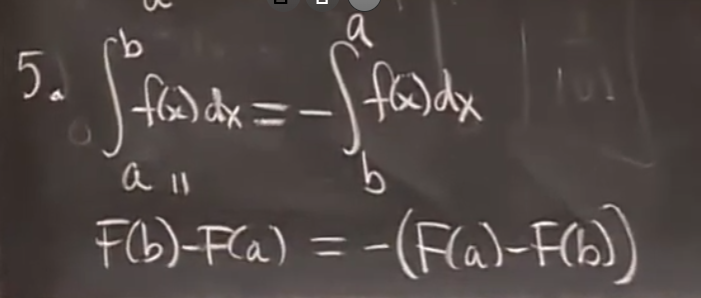 5. ∫_a^b f(x) dx = - ∫_b^a f(x) dx
||
F(b)-F(a) = -(F(a)-F(b))